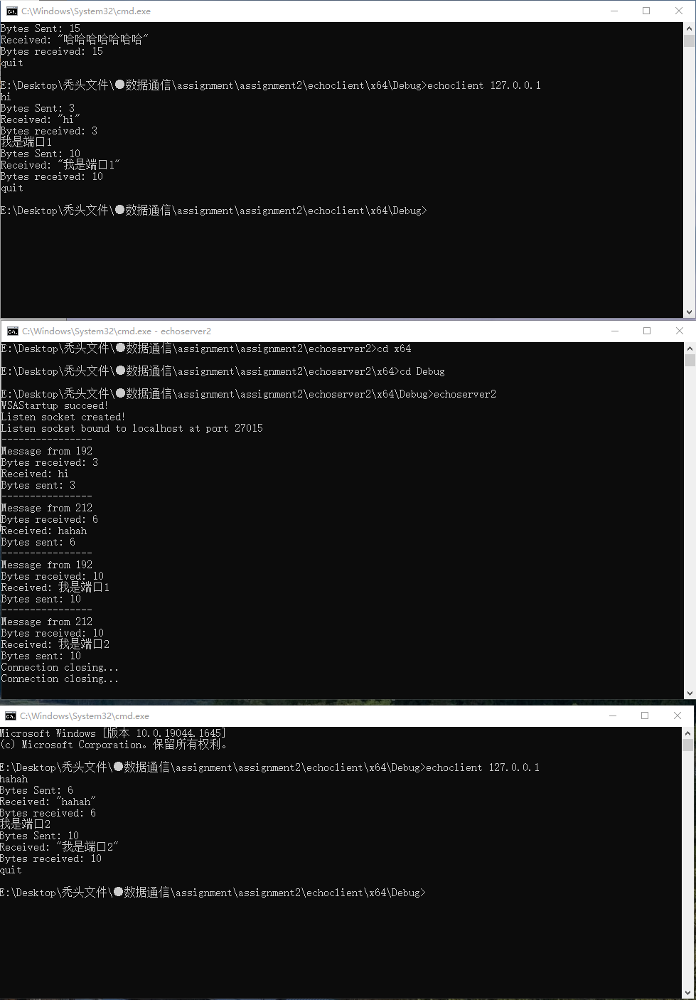 C:\Windows\System32\cmd.exe
Bytes Sent: 15
Received: "哈哈哈哈哈哈哈"
Bytes received: 15
quit
E:\Desktop\秃头文件\●数据通信\assignment\assignment2\echoclient\x64\Debug>echoclient 127.0.0.1
hi
Bytes Sent: 3
Received: "hi"
Bytes received: 3
我是端口1
Bytes Sent: 10
Received: "我是端口1"
Bytes received: 10
quit
E:\Desktop\秃头文件\●数据通信\assignment\assignment2\echoclient\x64\Debug>
C:\Windows\System32\cmd.exe - echoserver2
E:\Desktop\秃头文件\●数据通信\assignment\assignment2\echoserver2>cd x64
E:\Desktop\秃头文件\●数据通信\assignment\assignment2\echoserver2\x64>cd Debug
E:\Desktop\秃头文件\●数据通信\assignment\assignment2\echoserver2\x64\Debug>echoserver2
WSAStartup succeed!
Listen socket created!
Listen socket bound to localhost at port 27015
----------------
Message from 192
Bytes received: 3
Received: hi
Bytes sent: 3
----------------
Message from 212
Bytes received: 6
Received: hahah
Bytes sent: 6
----------------
Message from 192
Bytes received: 10
Received: 我是端口1
Bytes sent: 10
----------------
Message from 212
Bytes received: 10
Received: 我是端口2
Bytes sent: 10
Connection closing...
Connection closing...
C:\Windows\System32\cmd.exe
Microsoft Windows [版本 10.0.19044.1645]
(c) Microsoft Corporation。保留所有权利。
E:\Desktop\秃头文件\●数据通信\assignment\assignment2\echoclient\x64\Debug>echoclient 127.0.0.1
hahah
Bytes Sent: 6
Received: "hahah"
Bytes received: 6
我是端口2
Bytes Sent: 10
Received: "我是端口2"
Bytes received: 10
quit
E:\Desktop\秃头文件\●数据通信\assignment\assignment2\echoclient\x64\Debug>